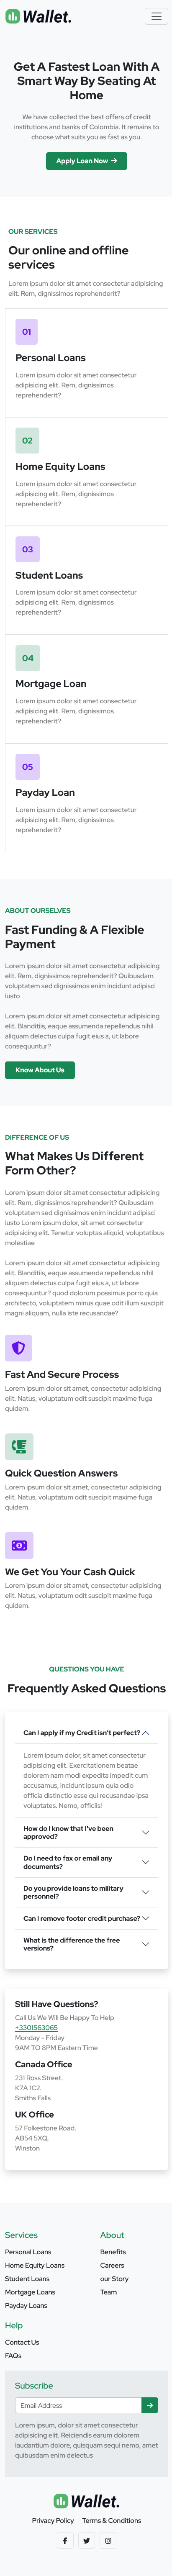 Wallet.
Get A Fastest Loan With A
Smart Way By Seating At
Home
We have collected the best offers of credit
institutions and banks of Colombia. It remains to
choose what suits you as fast as you.
Apply Loan Now →
OUR SERVICES
Our online and offline
services
Lorem ipsum dolor sit amet consectetur adipisicing
elit. Rem, dignissimos reprehenderit?
01
Personal Loans
Lorem ipsum dolor sit amet consectetur
adipisicing elit. Rem, dignissimos
reprehenderit?
02
Home Equity Loans
Lorem ipsum dolor sit amet consectetur
adipisicing elit. Rem, dignissimos
reprehenderit?
03
Student Loans
Lorem ipsum dolor sit amet consectetur
adipisicing elit. Rem, dignissimos
reprehenderit?
04
Mortgage Loan
Lorem ipsum dolor sit amet consectetur
adipisicing elit. Rem, dignissimos
reprehenderit?
05
Payday Loan
Lorem ipsum dolor sit amet consectetur
adipisicing elit. Rem, dignissimos
reprehenderit?
ABOUT OURSELVES
Fast Funding & A Flexible
Payment
Lorem ipsum dolor sit amet consectetur adipisicing
elit. Rem, dignissimos reprehenderit? Quibusdam
voluptatem sed dignissimos enim incidunt adipisci
iusto
Lorem ipsum dolor sit amet, consectetur adipisicing
elit. Blanditiis, eaque assumenda repellendus nihil
aliquam delectus culpa fugit eius a, ut labore
consequuntur?
Know About Us
DIFFERENCE OF US
What Makes Us Different
Form Other?
Lorem ipsum dolor sit amet consectetur adipisicing
elit. Rem, dignissimos reprehenderit? Quibusdam
voluptatem sed dignissimos enim incidunt adipisci
iusto Lorem ipsum dolor, sit amet consectetur
adipisicing elit. Tenetur voluptas aliquid, voluptatibus
molestiae
Lorem ipsum dolor sit amet, consectetur adipisicing
elit. Blanditiis, eaque assumenda repellendus nihil
aliquam delectus culpa fugit eius a, ut labore
consequuntur? quod dolorum possimus porro quia
architecto, voluptatem minus quae odit illum suscipit
magni aliquam, nulla iste recusandae?
Fast And Secure Process
Lorem ipsum dolor sit amet, consectetur adipisicing
elit. Natus, voluptatum odit suscipit maxime fuga
quidem.
Quick Question Answers
Lorem ipsum dolor sit amet, consectetur adipisicing
elit. Natus, voluptatum odit suscipit maxime fuga
quidem.
We Get You Your Cash Quick
Lorem ipsum dolor sit amet, consectetur adipisicing
elit. Natus, voluptatum odit suscipit maxime fuga
quidem.
QUESTIONS YOU HAVE
Frequently Asked Questions
Can I apply if my Credit isn't perfect?
Lorem ipsum dolor, sit amet consectetur
adipisicing elit. Exercitationem beatae
dolorem nam modi expedita impedit cum
accusamus, incidunt ipsum quia odio
officia distinctio esse qui recusandae ipsa
voluptates. Nemo, officiis!
How do I know that I've been
approved?
Do I need to fax or email any
documents?
Do you provide loans to military
personnel?
Can I remove footer credit purchase?
What is the difference the free
versions?
Still Have Questions?
Call Us We Will Be Happy To Help
+3301563065
Monday - Friday
9AM TO 8PM Eastern Time
Canada Office
231 Ross Street.
K7A 1C2.
Smiths Falls
UK Office
57 Folkestone Road.
AB54 5XQ.
Winston
Services
Personal Loans
Home Equity Loans
Student Loans
Mortgage Loans
Payday Loans
About
Benefits
Careers
our Story
Team
Help
Contact Us
FAQs
Subscribe
Email Address
Lorem ipsum, dolor sit amet consectetur
adipisicing elit. Reiciendis earum dolorem
laudantium dolore, quisquam sequi nemo, amet
quibusdam enim delectus
Wallet.
Privacy Policy Terms & Conditions